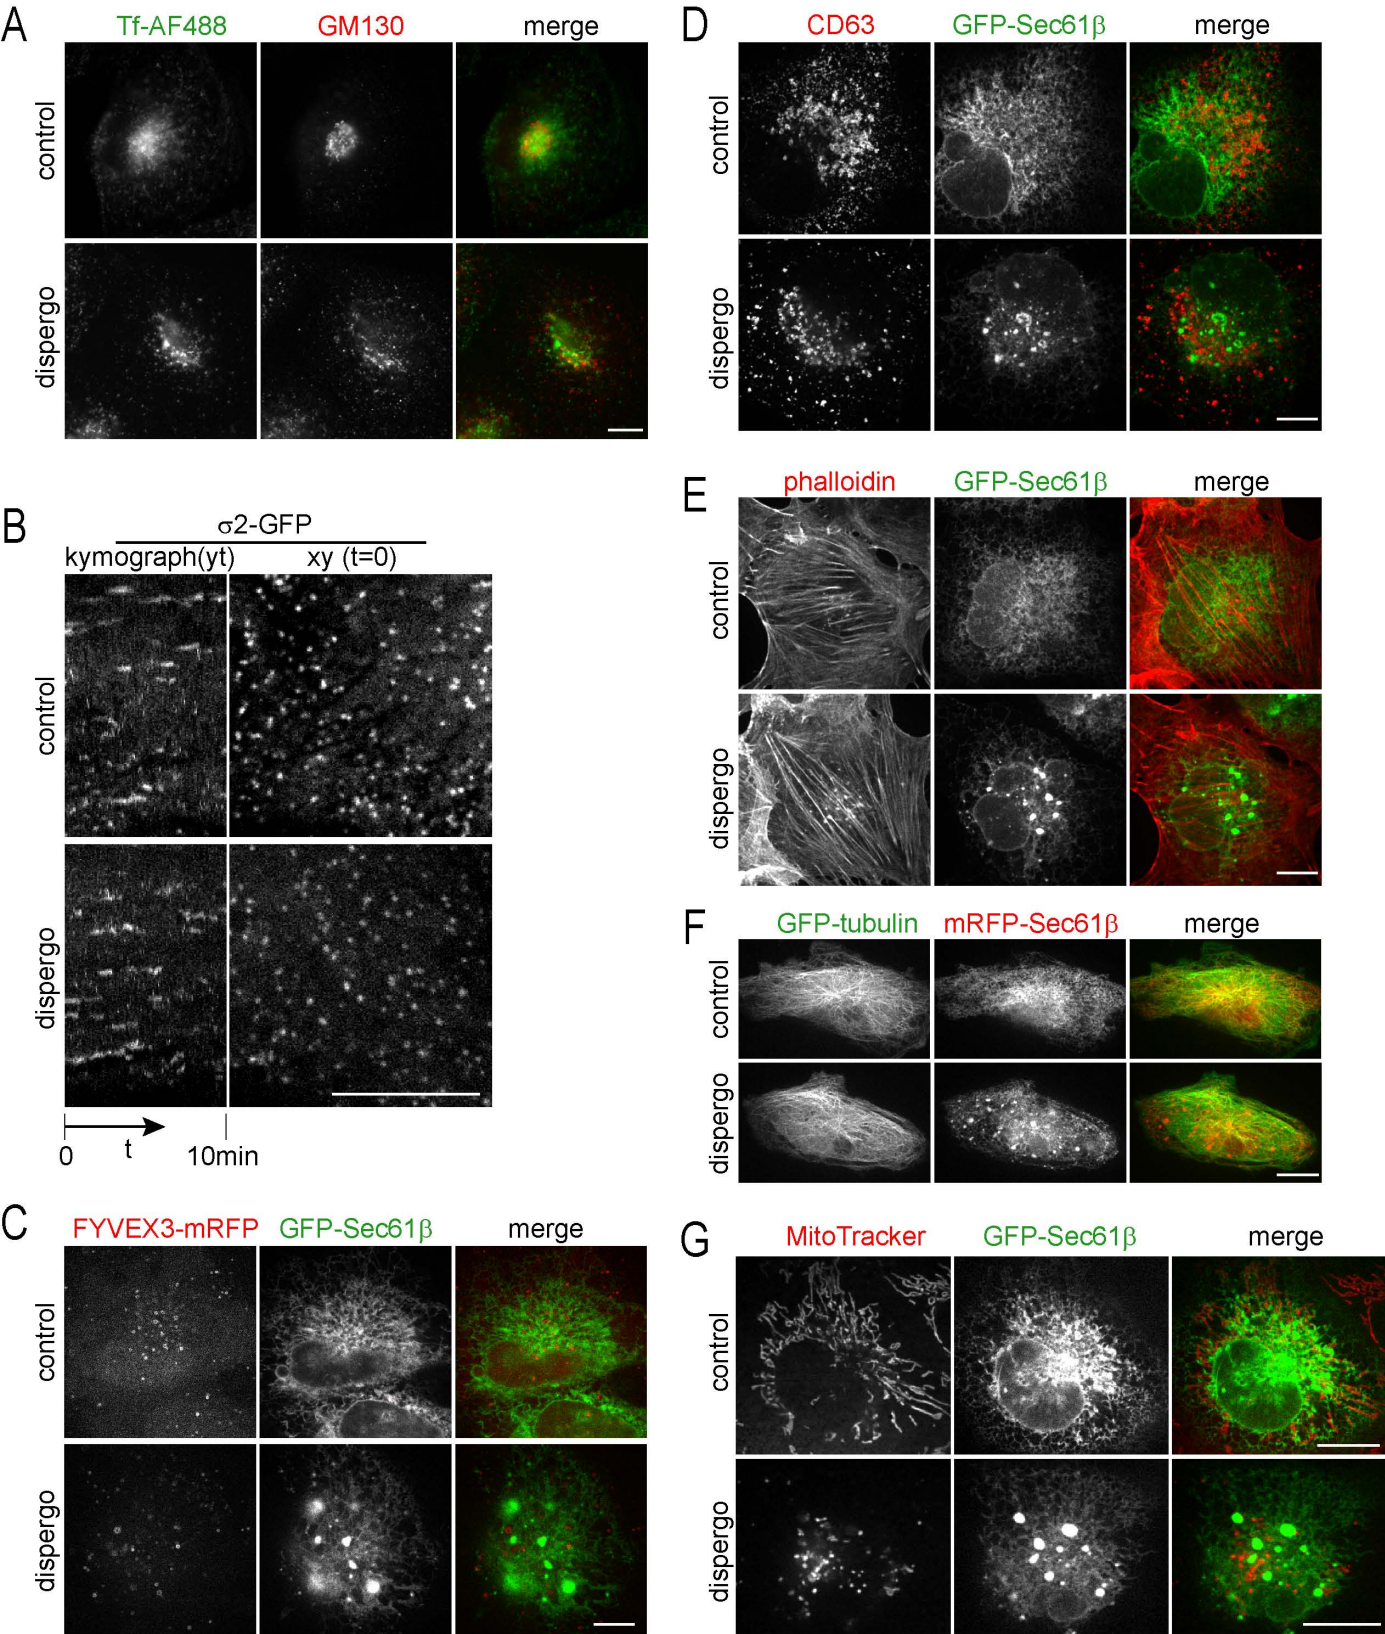 A
Tf-AF488 GM130 merge
control
dispergo
B
σ2-GFP
kymograph(yt) xy (t=0)
control
dispergo
0 t 10min
C
FYVEX3-mRFP GFP-Sec61β merge
control
dispergo
D
CD63 GFP-Sec61β merge
control
dispergo
E
phalloidin GFP-Sec61β merge
control
dispergo
F
GFP-tubulin mRFP-Sec61β merge
control
dispergo
G
MitoTracker GFP-Sec61β merge
control
dispergo